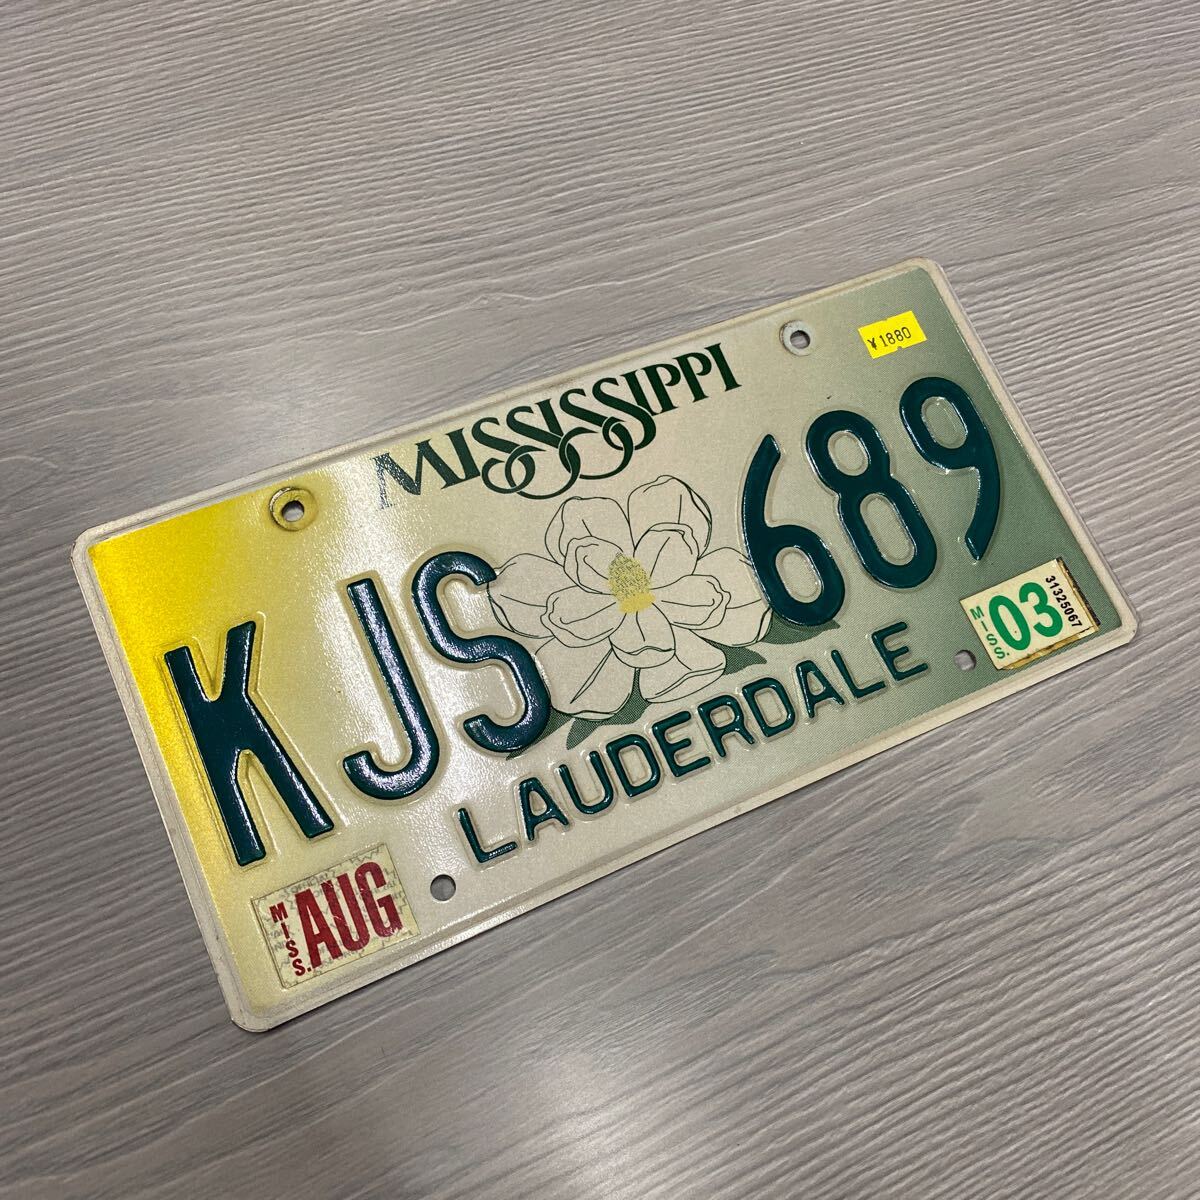 MISSISSIPPI
¥1880
KJS 689
LAUDERDALE
MISS. AUG
MISS. 03 31325067